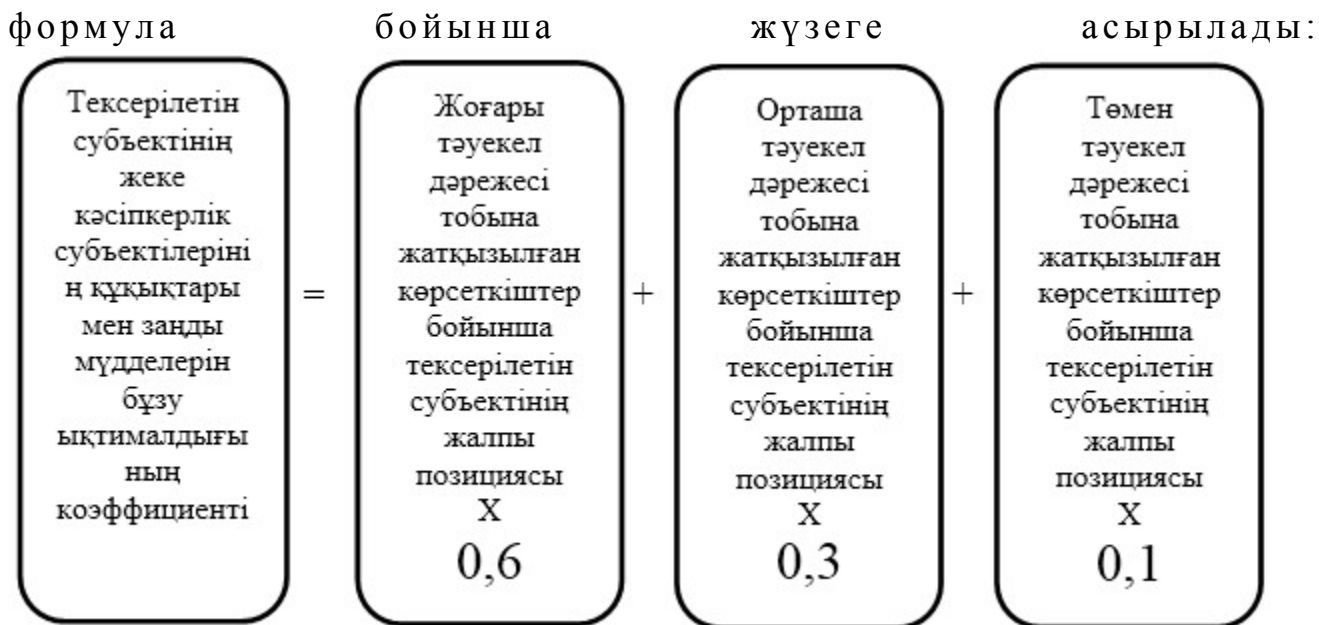 формула бойынша жүзеге асырылады:
Тексерілетін
субъектінің
жеке
кәсіпкерлік
субъектілеріні
ң құқықтары
мен заңды
мүдделерін
бұзу
ықтималдығы
ның
коэффициенті
=
Жоғары
тәуекел
дәрежесі
тобына
жатқызылған
көрсеткіштер
бойынша
тексерілетін
субъектінің
жалпы
позициясы
X
0,6
+
Орташа
тәуекел
дәрежесі
тобына
жатқызылған
көрсеткіштер
бойынша
тексерілетін
субъектінің
жалпы
позициясы
X
0,3
+
Төмен
тәуекел
дәрежесі
тобына
жатқызылған
көрсеткіштер
бойынша
тексерілетін
субъектінің
жалпы
позициясы
X
0,1